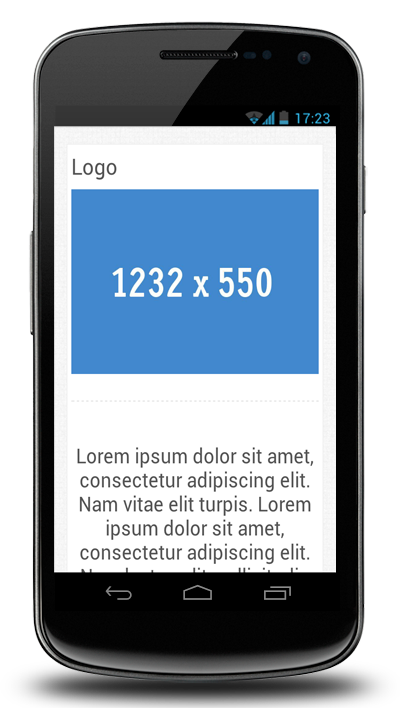 17:23
Logo
1232 x 550
Lorem ipsum dolor sit amet,
consectetur adipiscing elit.
Nam vitae elit turpis. Lorem
ipsum dolor sit amet,
consectetur adipiscing elit.